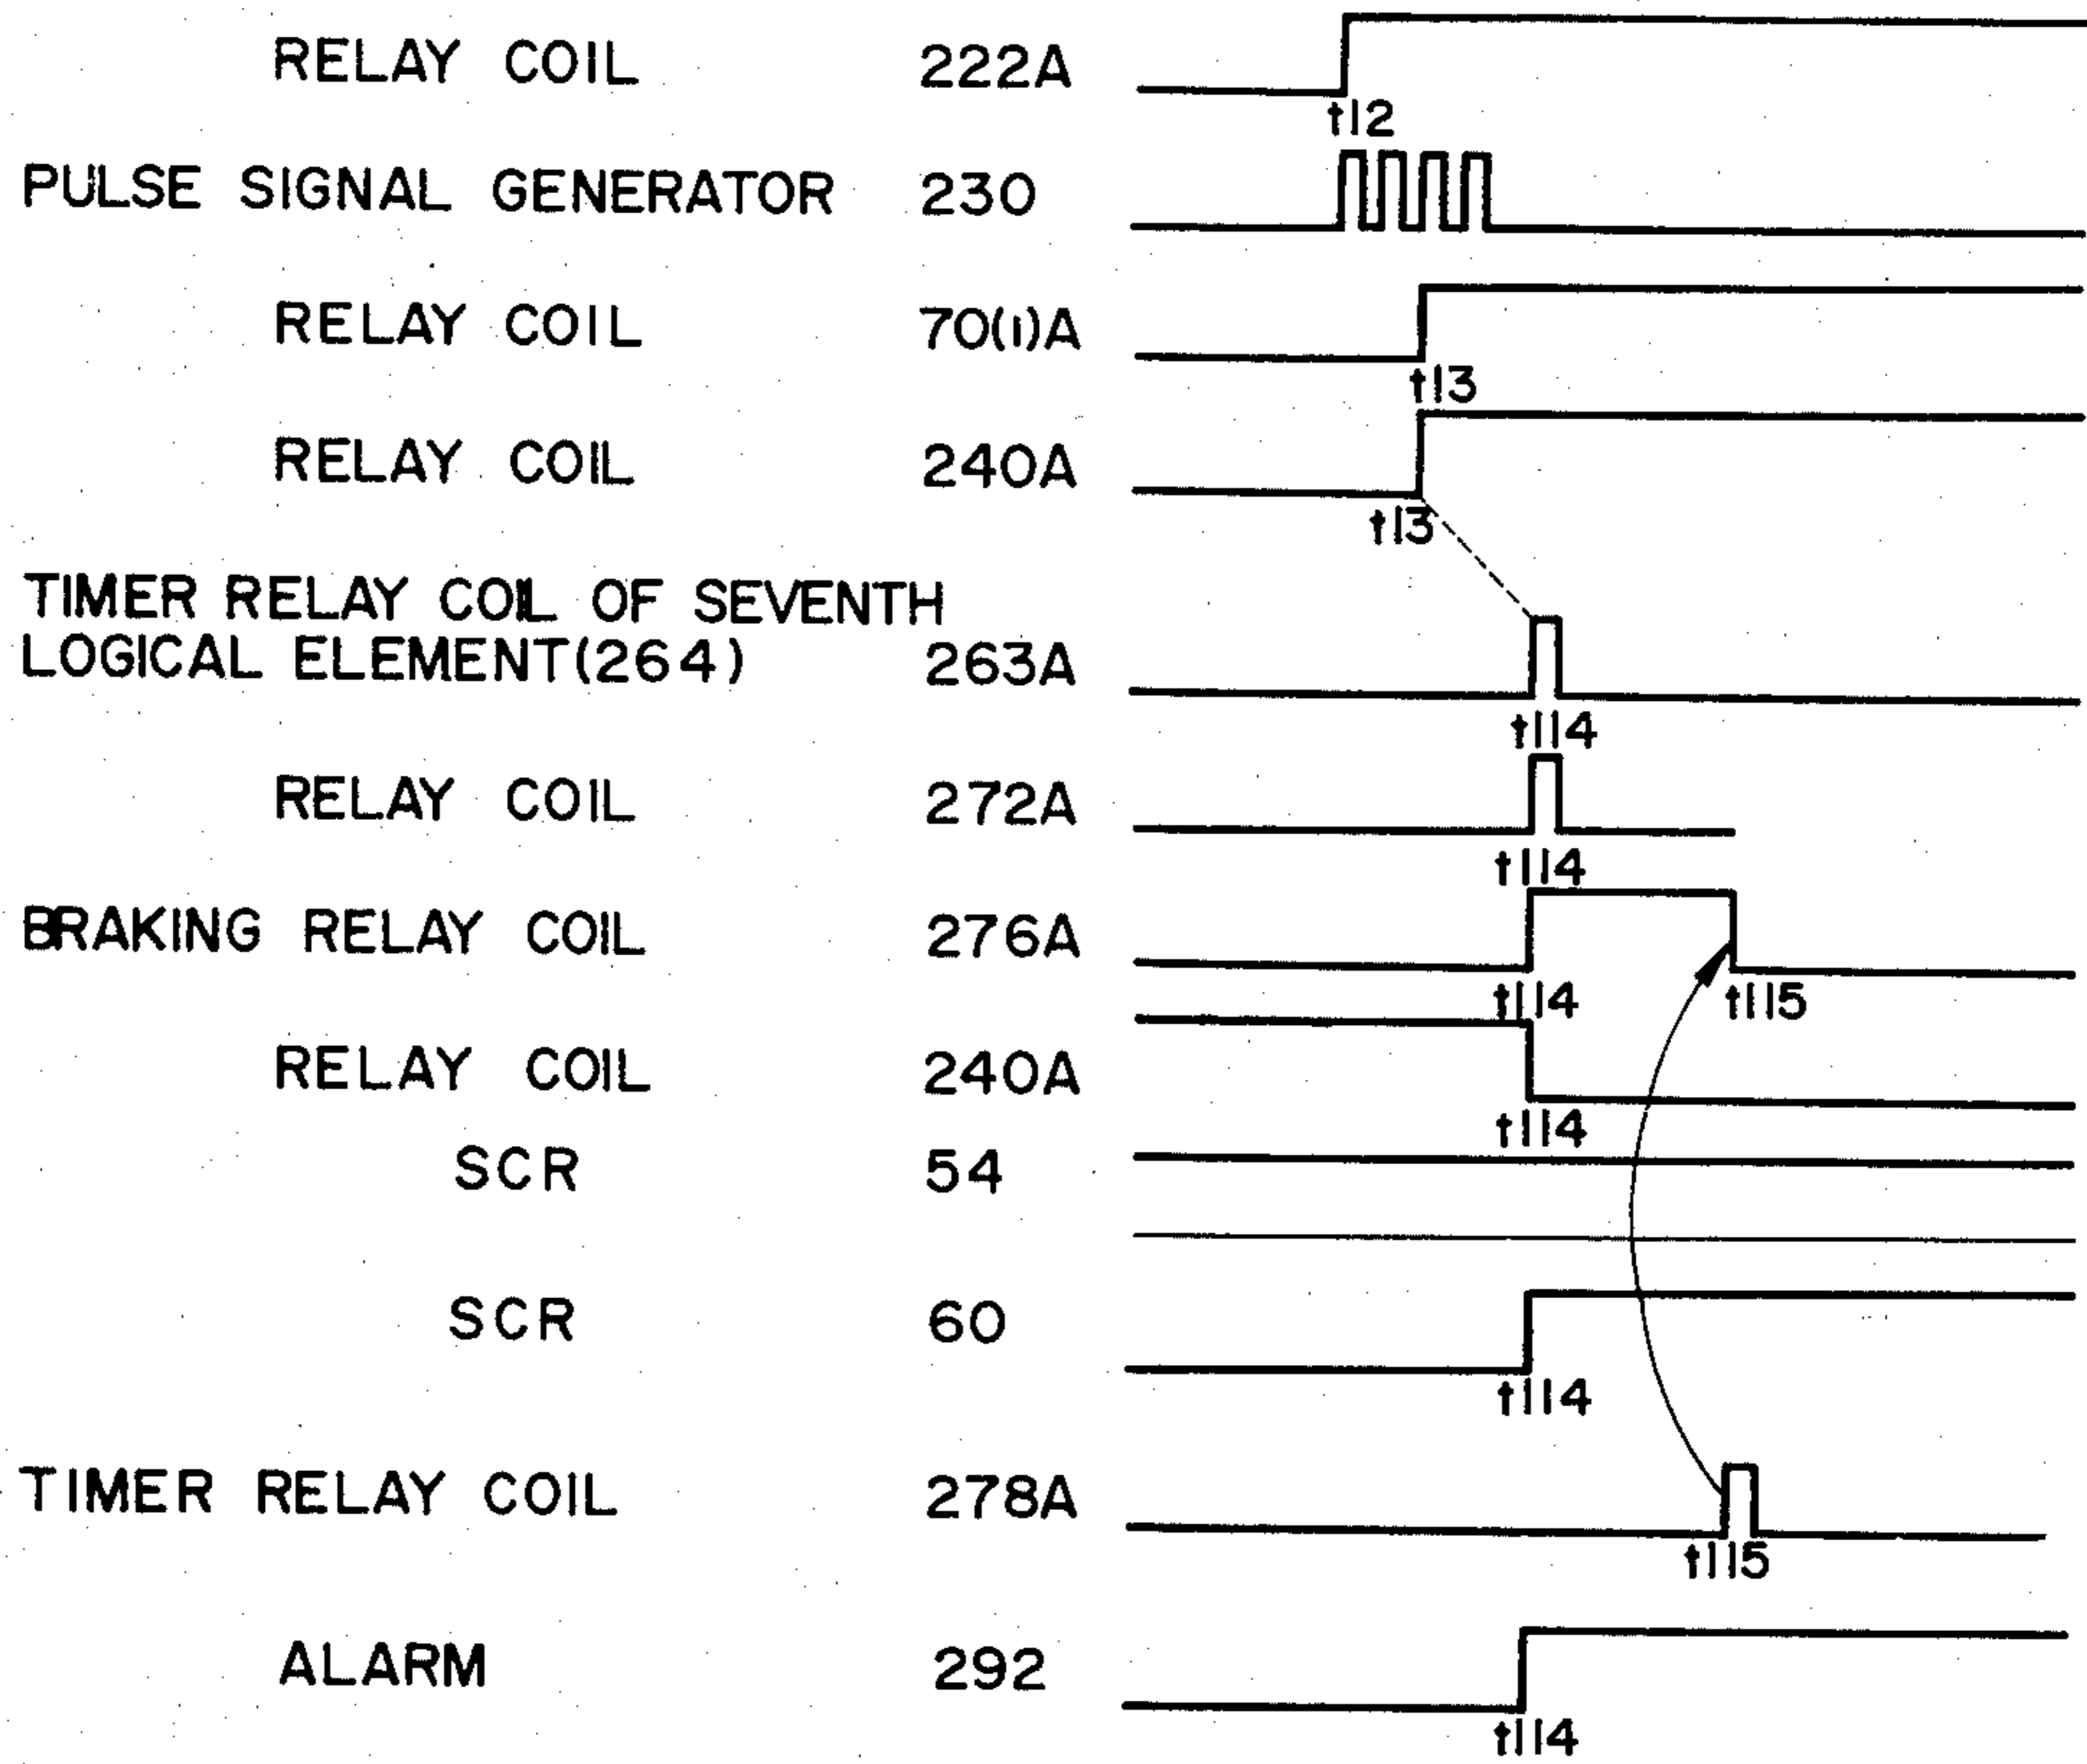 RELAY COIL 222A
t12
PULSE SIGNAL GENERATOR 230
RELAY COIL 70(1)A
t13
RELAY COIL 240A
t13
TIMER RELAY COIL OF SEVENTH
LOGICAL ELEMENT(264) 263A
t114
RELAY COIL 272A
t114
BRAKING RELAY COIL 276A
t114 t115
RELAY COIL 240A
t114
SCR 54
SCR 60
t114
TIMER RELAY COIL 278A
t115
ALARM 292
t114